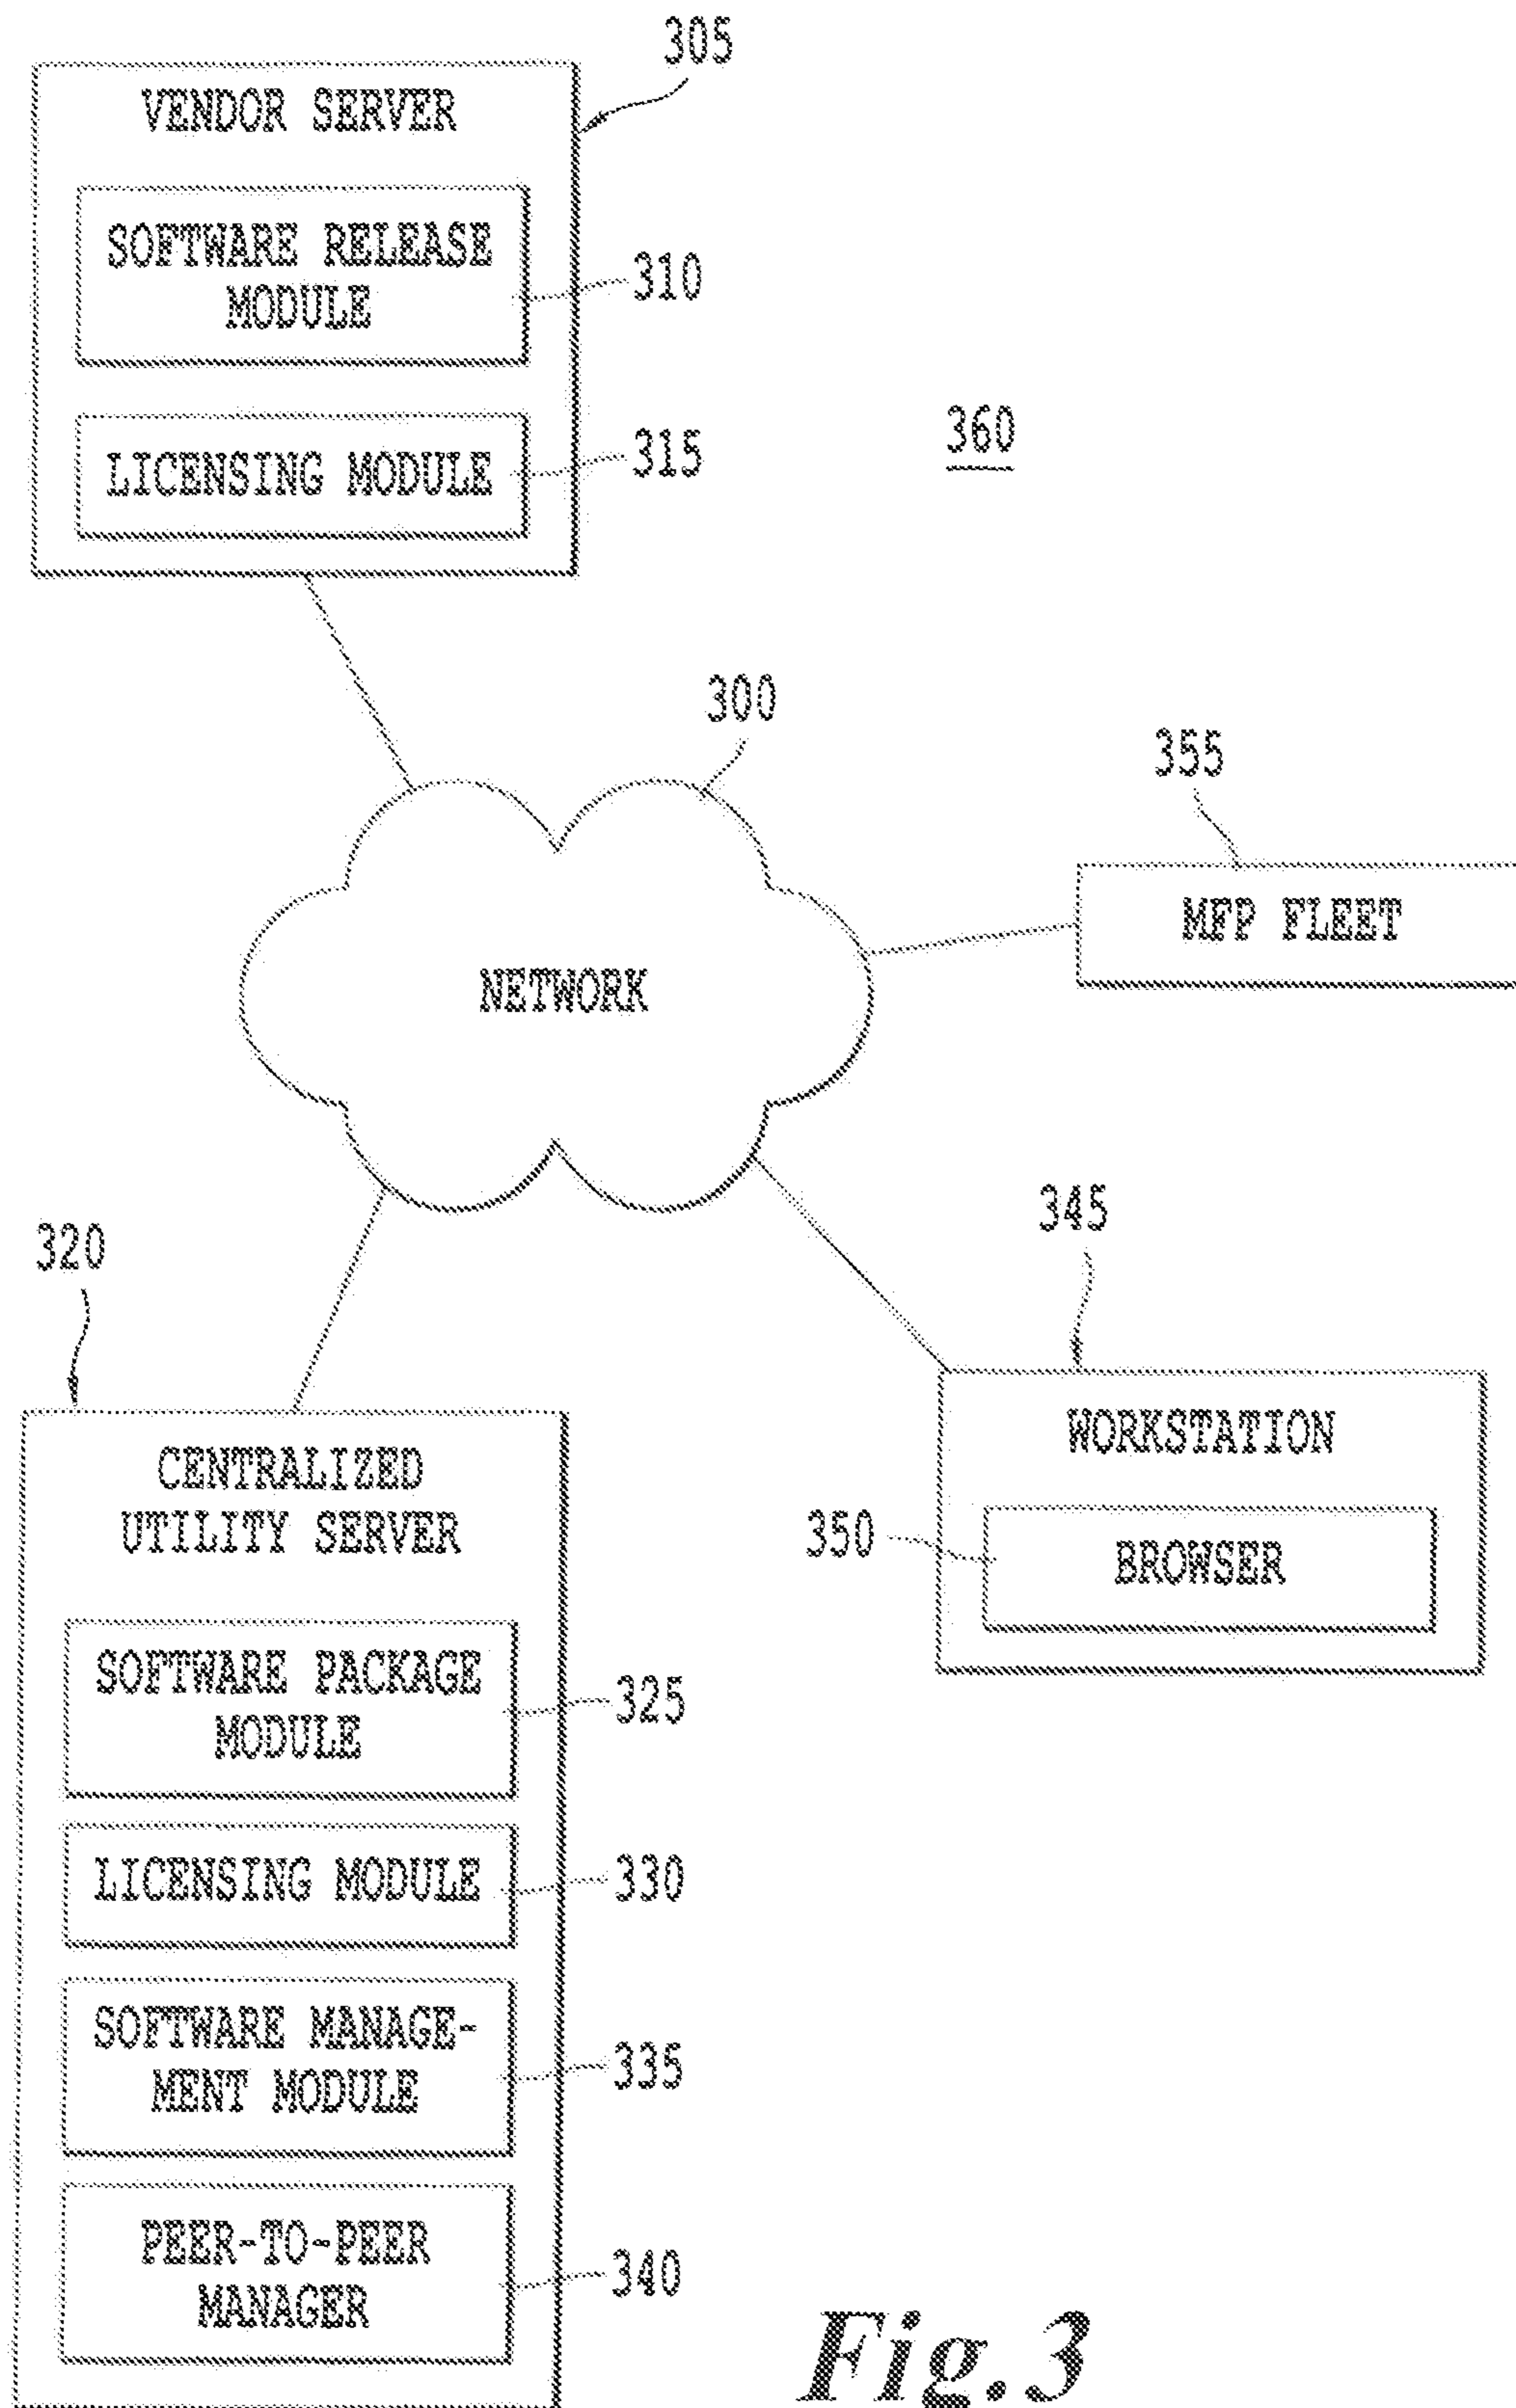 305
VENDOR SERVER
SOFTWARE RELEASE
MODULE
310
LICENSING MODULE
315
360
300
355
NETWORK
MFP FLEET
320
345
CENTRALIZED
UTILITY SERVER
WORKSTATION
350
BROWSER
SOFTWARE PACKAGE
MODULE
325
LICENSING MODULE
330
SOFTWARE MANAGE-
MENT MODULE
335
PEER-TO-PEER
MANAGER
340
Fig.3